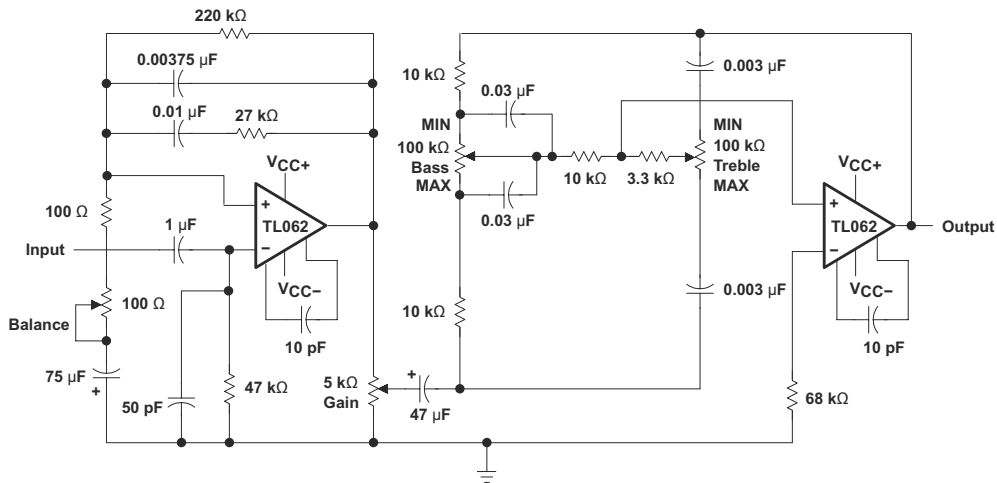 220 kΩ
0.00375 µF
0.01 µF
27 kΩ
VCC+
100 Ω
1 µF
+
TL062
−
Input
VCC−
100 Ω
Balance
10 pF
75 µF
+
50 pF
47 kΩ
5 kΩ
Gain
+
47 µF
10 kΩ
0.03 µF
MIN
100 kΩ
Bass
MAX
0.03 µF
10 kΩ
10 kΩ
3.3 kΩ
0.003 µF
MIN
100 kΩ
Treble
MAX
0.003 µF
VCC+
+
TL062
−
Output
VCC−
10 pF
68 kΩ